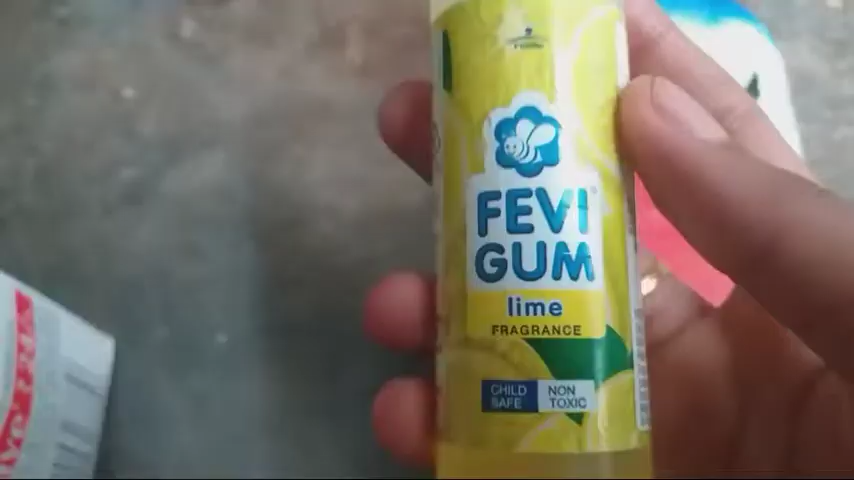 FEVI
GUM
lime
FRAGRANCE
CHILD SAFE
NON TOXIC